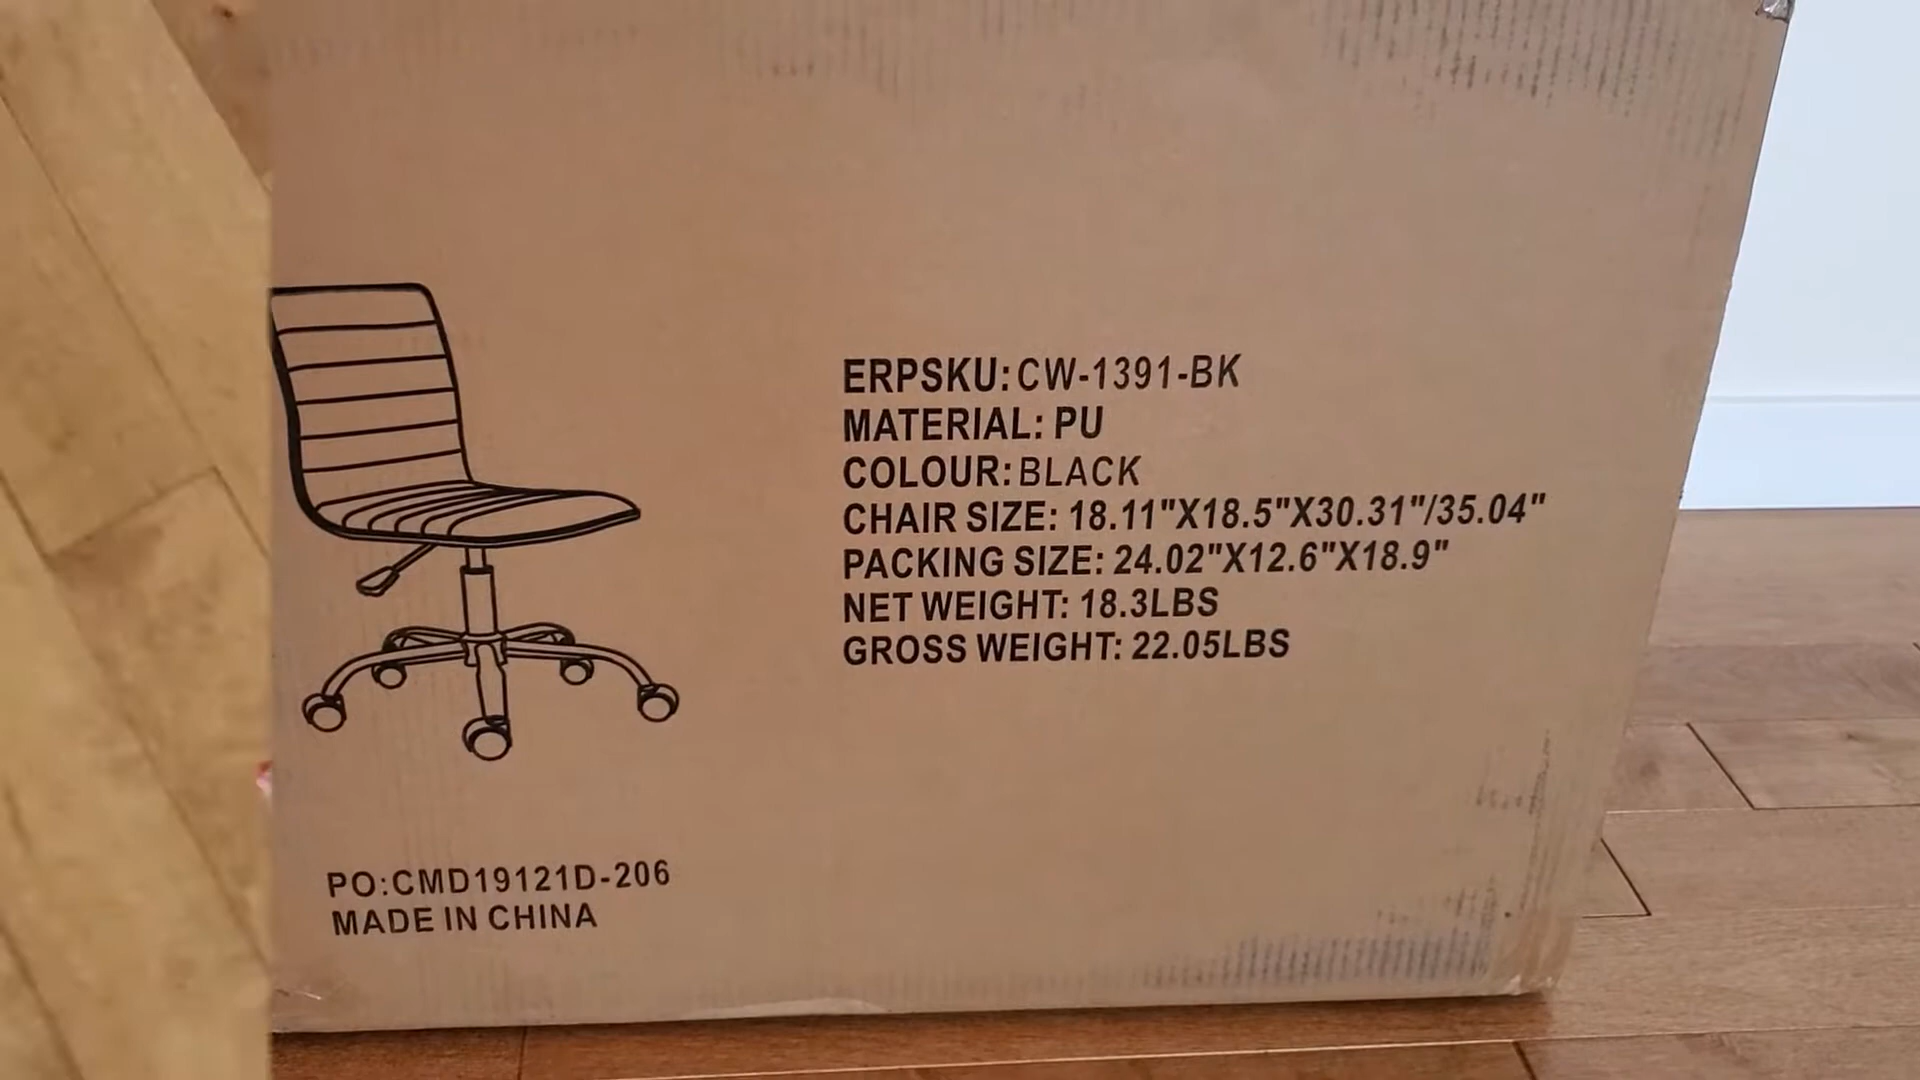 ERPSKU:CW-1391-BK
MATERIAL: PU
COLOUR:BLACK
CHAIR SIZE: 18.11"X18.5"X30.31"/35.04"
PACKING SIZE: 24.02"X12.6"X18.9"
NET WEIGHT: 18.3LBS
GROSS WEIGHT: 22.05LBS
PO:CMD19121D-206
MADE IN CHINA